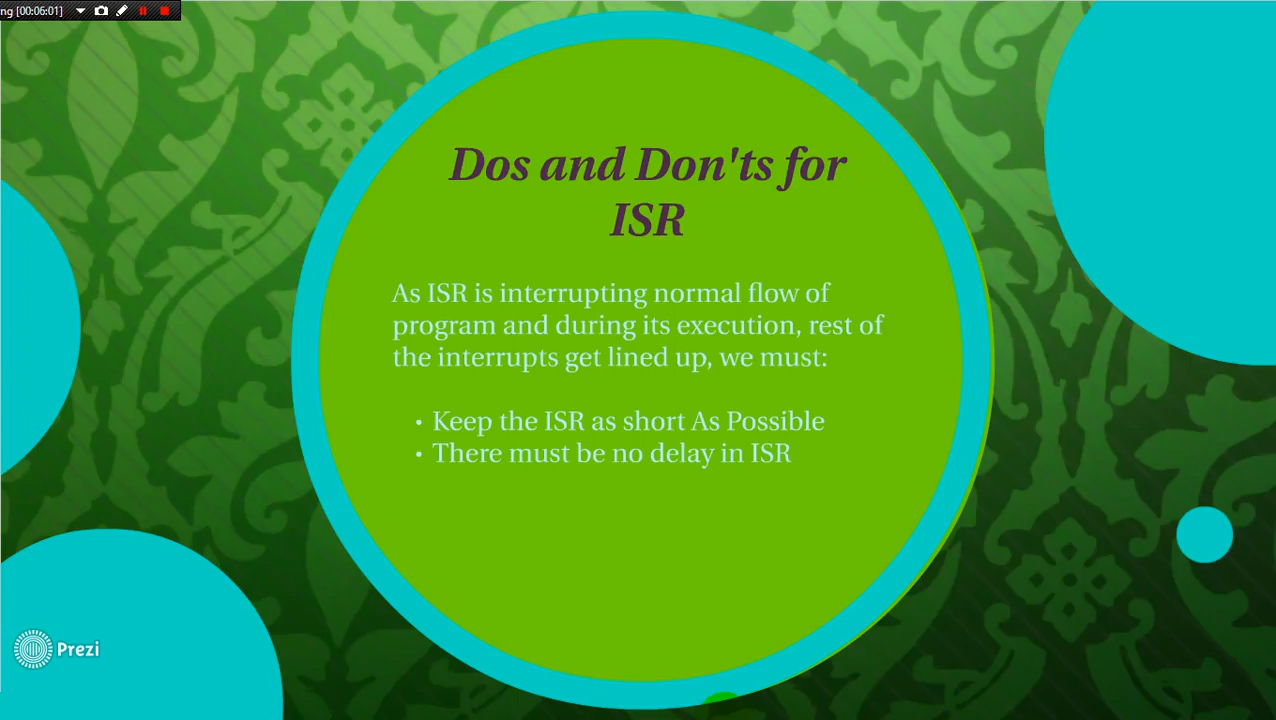 ng [00:06:01]
Dos and Don'ts for
ISR
As ISR is interrupting normal flow of
program and during its execution, rest of
the interrupts get lined up, we must:
• Keep the ISR as short As Possible
• There must be no delay in ISR
Prezi